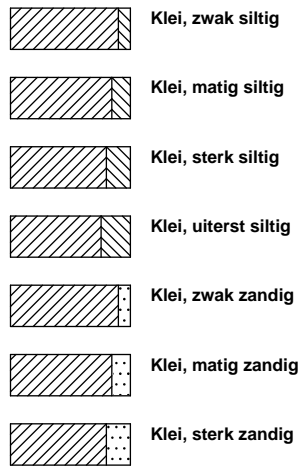 Klei, zwak siltig
Klei, matig siltig
Klei, sterk siltig
Klei, uiterst siltig
Klei, zwak zandig
Klei, matig zandig
Klei, sterk zandig